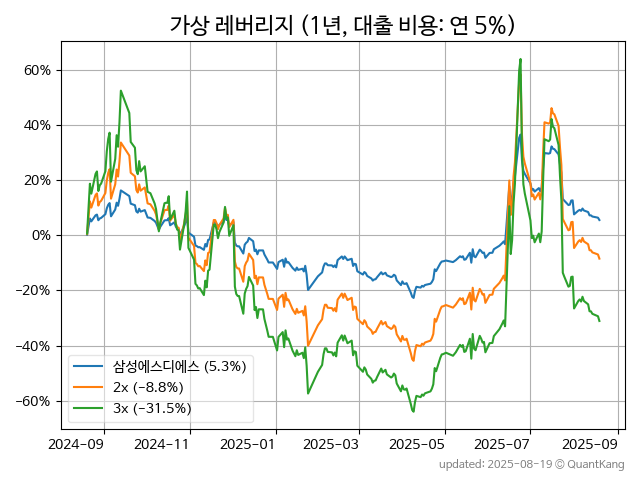 가상 레버리지 (1년, 대출 비용: 연 5%)
60%
40%
20%
0%
−20%
−40%
−60%
삼성에스디에스 (5.3%)
2x (−8.8%)
3x (−31.5%)
2024-09 2024-11 2025-01 2025-03 2025-05 2025-07 2025-09
updated: 2025-08-19 © QuantKang